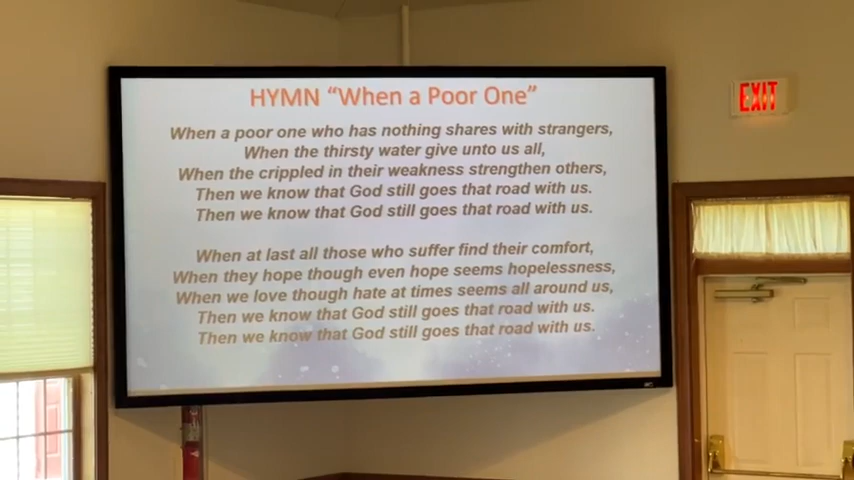 HYMN “When a Poor One”
When a poor one who has nothing shares with strangers,
When the thirsty water give unto us all,
When the crippled in their weakness strengthen others,
Then we know that God still goes that road with us.
Then we know that God still goes that road with us.
When at last all those who suffer find their comfort,
When they hope though even hope seems hopelessness,
When we love though hate at times seems all around us,
Then we know that God still goes that road with us.
Then we know that God still goes that road with us.
EXIT